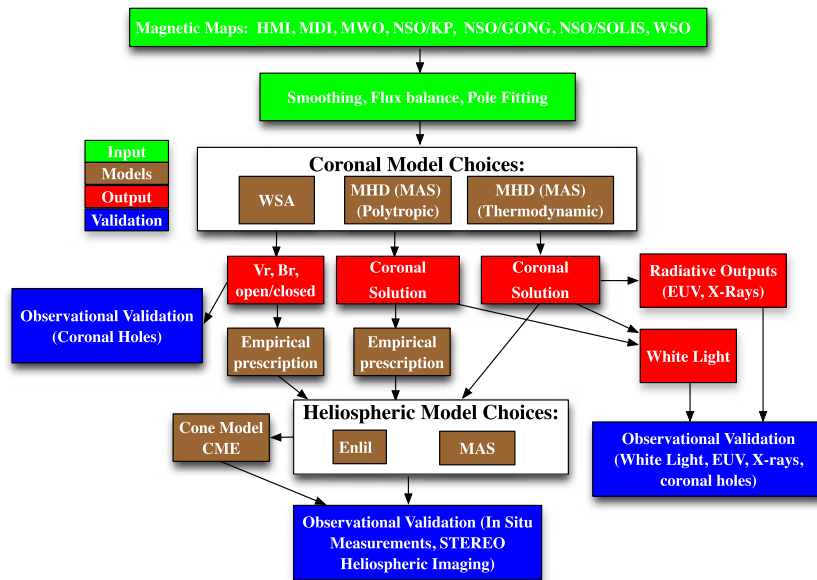 Magnetic Maps: HMI, MDI, MWO, NSO/KP, NSO/GONG, NSO/SOLIS, WSO
Smoothing, Flux balance, Pole Fitting
Input
Models
Output
Validation
Coronal Model Choices:
WSA
MHD (MAS)
(Polytropic)
MHD (MAS)
(Thermodynamic)
Vr, Br,
open/closed
Coronal
Solution
Coronal
Solution
Radiative Outputs
(EUV, X-Rays)
Observational Validation
(Coronal Holes)
Empirical
prescription
Empirical
prescription
White Light
Heliospheric Model Choices:
Enlil
MAS
Cone Model
CME
Observational Validation
(White Light, EUV, X-rays,
coronal holes)
Observational Validation (In Situ
Measurements, STEREO
Heliospheric Imaging)